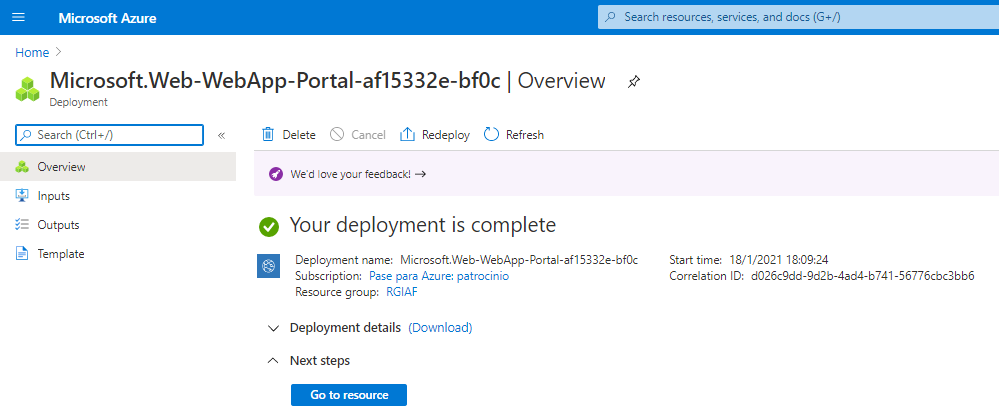 Microsoft Azure
Search resources, services, and docs (G+/)
Home
Microsoft.Web-WebApp-Portal-af15332e-bf0c | Overview
Deployment
Search (Ctrl+/)
«
Delete
Cancel
Redeploy
Refresh
Overview
Inputs
Outputs
Template
We'd love your feedback! →
Your deployment is complete
Deployment name: Microsoft.Web-WebApp-Portal-af15332e-bf0c
Subscription: Pase para Azure: patrocinio
Resource group: RGIAF
Start time: 18/1/2021 18:09:24
Correlation ID: d026c9dd-9d2b-4ad4-b741-56776cbc3bb6
Deployment details (Download)
Next steps
Go to resource